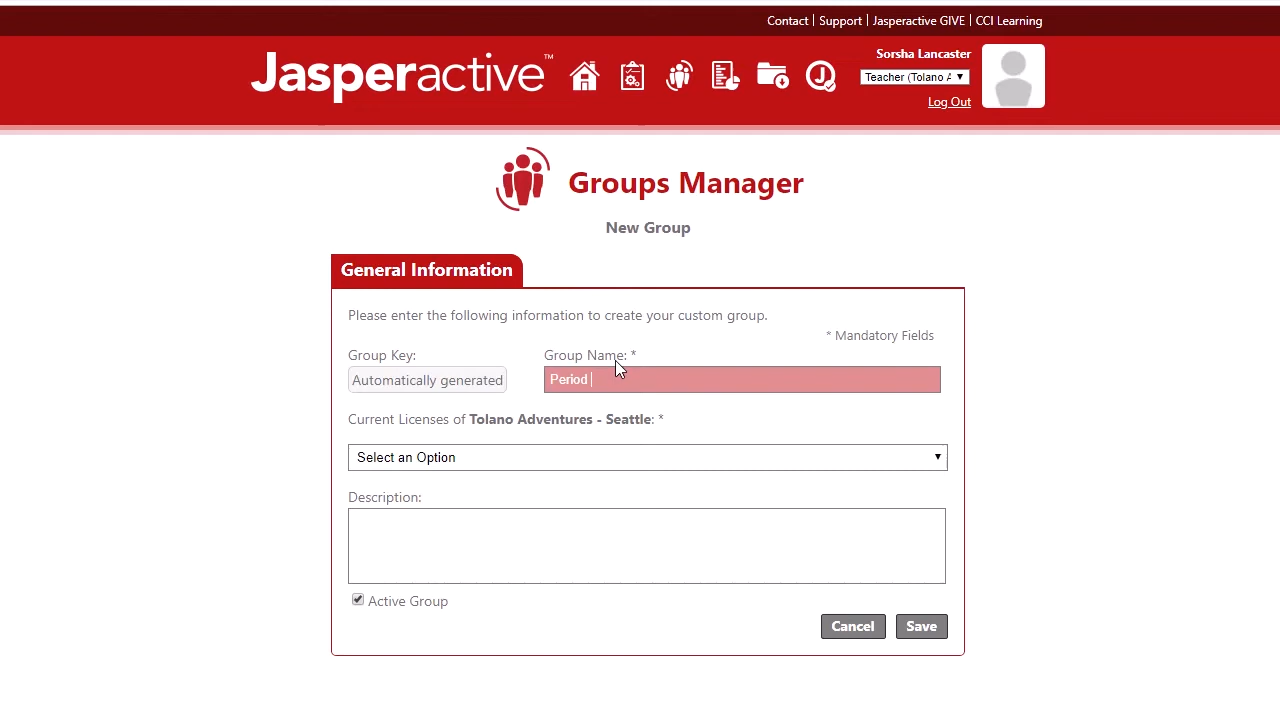 Contact | Support | Jasperactive GIVE | CCI Learning
Jasperactive™
Sorsha Lancaster
Teacher (Tolano A
Log Out
Groups Manager
New Group
General Information
Please enter the following information to create your custom group.
* Mandatory Fields
Group Key:
Group Name: *
Automatically generated
Period
Current Licenses of Tolano Adventures - Seattle: *
Select an Option
Description:
Active Group
Cancel
Save